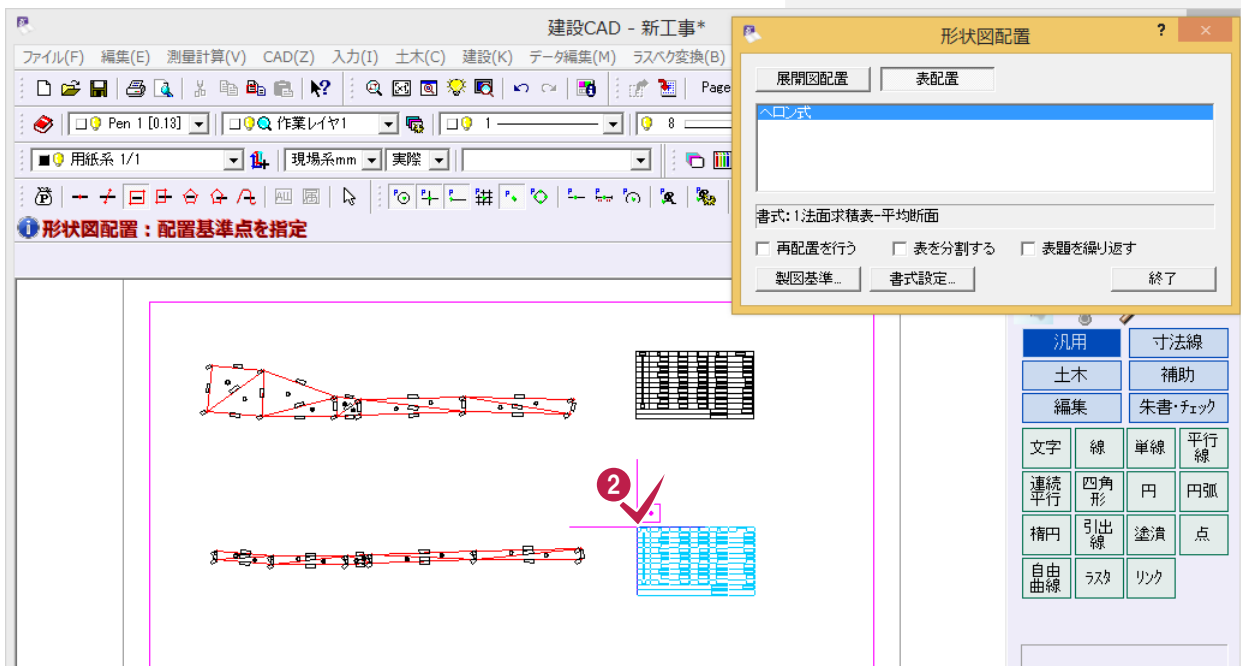 建設CAD - 新工事*
ファイル(F) 編集(E) 測量計算(V) CAD(Z) 入力(I) 土木(C) 建設(K) データ編集(M) ラスベク変換(B)
Page
Pen 1 [0.13] 作業レイヤ1 1 8
用紙系 1/1 現場系mm 実際
形状図配置：配置基準点を指定
形状図配置 ?
展開図配置 表配置
ヘロン式
書式：1法面求積表-平均断面
再配置を行う 表を分割する 表題を繰り返す
製図基準... 書式設定... 終了
2
汎用 寸法線
土木 補助
編集 朱書・チェック
文字 線 単線 平行線
連続平行 四角形 円 円弧
楕円 引出線 塗潰 点
自由曲線 ラスタ リンク